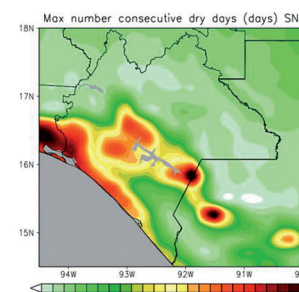 Max number consecutive dry days (days) SN
18N
17N
16N
15N
94W
93W
92W
91W